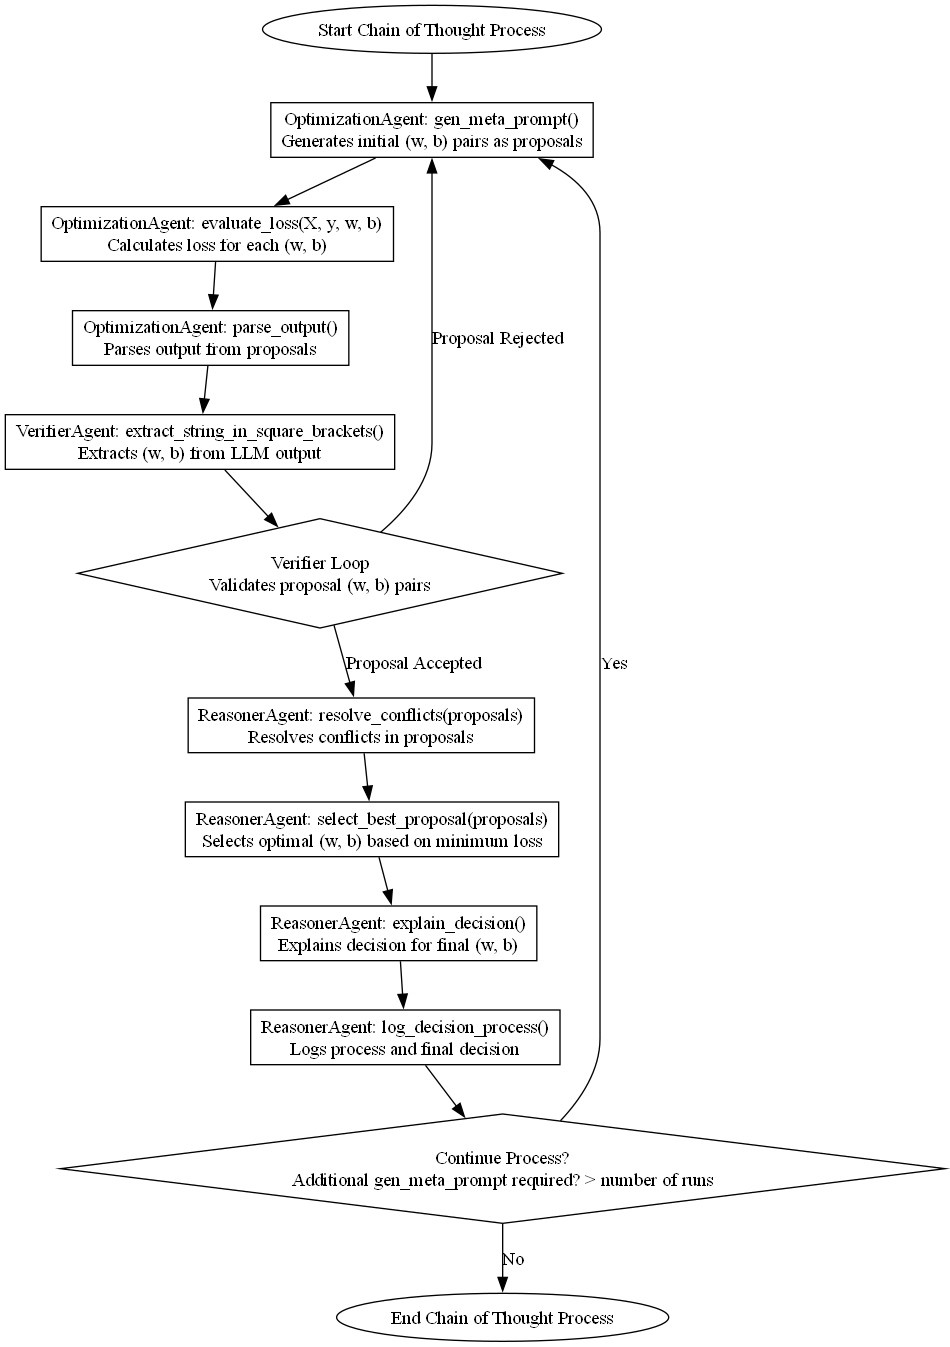 Start Chain of Thought Process
OptimizationAgent: gen_meta_prompt()
Generates initial (w, b) pairs as proposals
OptimizationAgent: evaluate_loss(X, y, w, b)
Calculates loss for each (w, b)
OptimizationAgent: parse_output()
Parses output from proposals
Proposal Rejected
VerifierAgent: extract_string_in_square_brackets()
Extracts (w, b) from LLM output
Verifier Loop
Validates proposal (w, b) pairs
Proposal Accepted
Yes
ReasonerAgent: resolve_conflicts(proposals)
Resolves conflicts in proposals
ReasonerAgent: select_best_proposal(proposals)
Selects optimal (w, b) based on minimum loss
ReasonerAgent: explain_decision()
Explains decision for final (w, b)
ReasonerAgent: log_decision_process()
Logs process and final decision
Continue Process?
Additional gen_meta_prompt required? > number of runs
No
End Chain of Thought Process